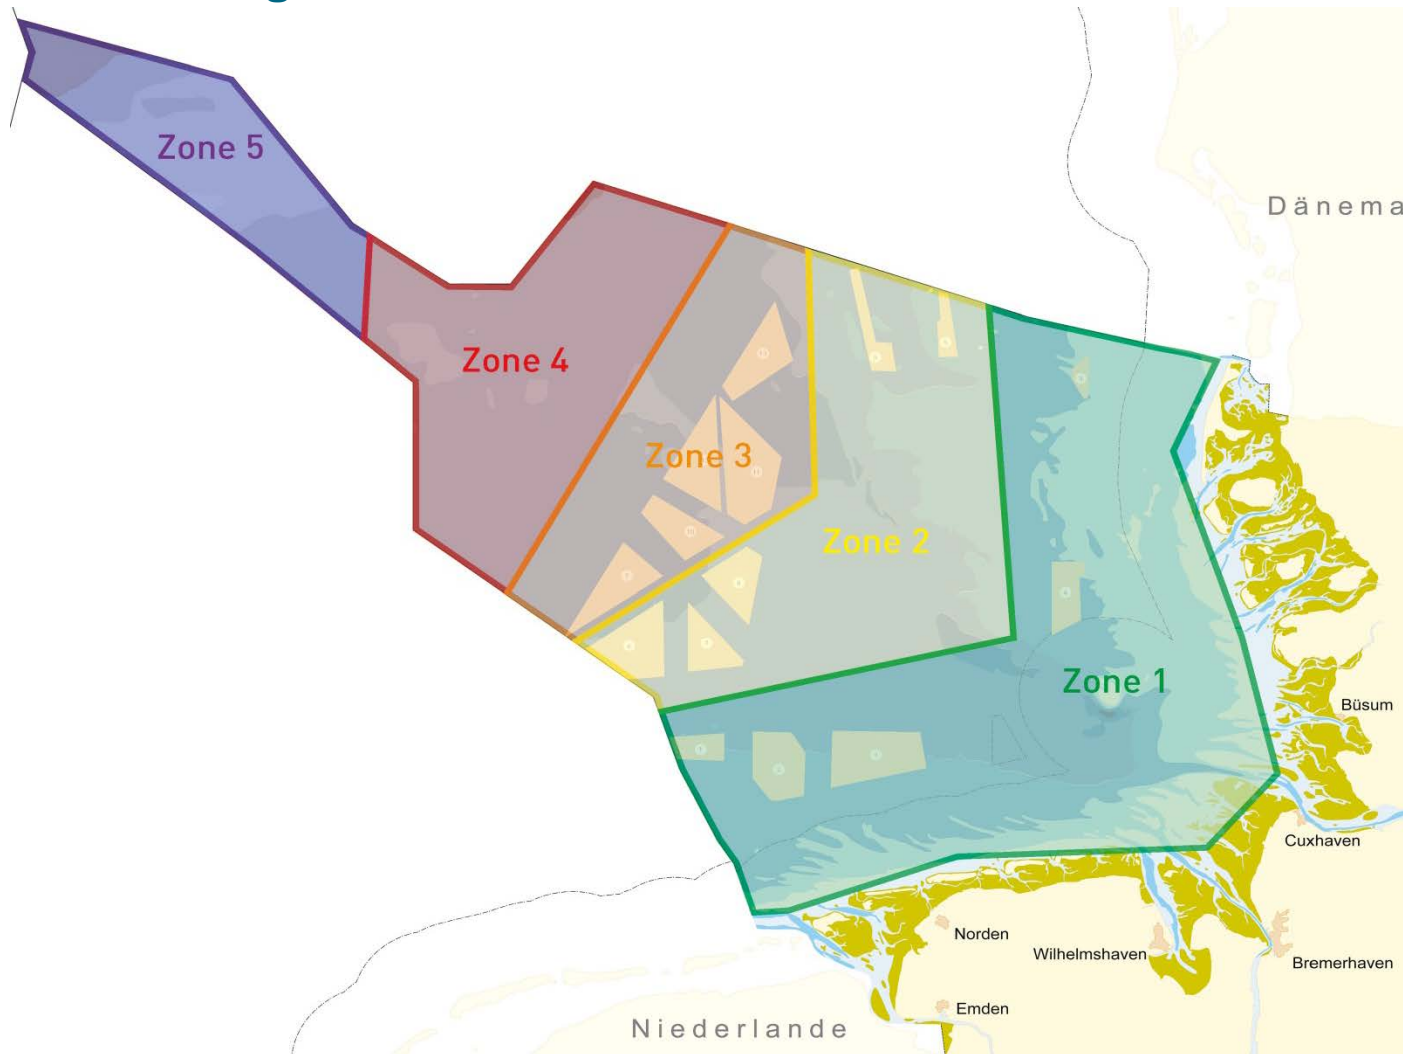 g
Zone 5
Dänema
Zone 4
Zone 3
Zone 2
Zone 1
Büsum
Cuxhaven
Norden
Wilhelmshaven
Bremerhaven
Emden
Niederlande